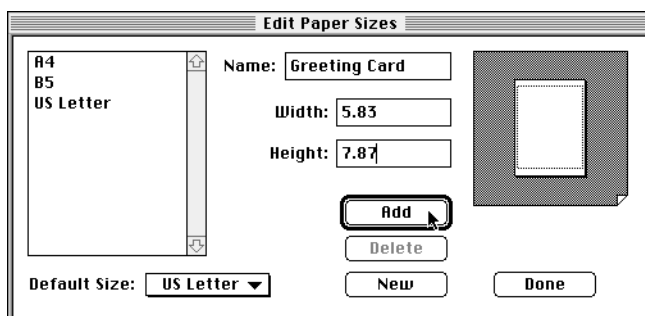 Edit Paper Sizes
A4
B5
US Letter
Name: Greeting Card
Width: 5.83
Height: 7.87
Add
Delete
Default Size: US Letter
New
Done